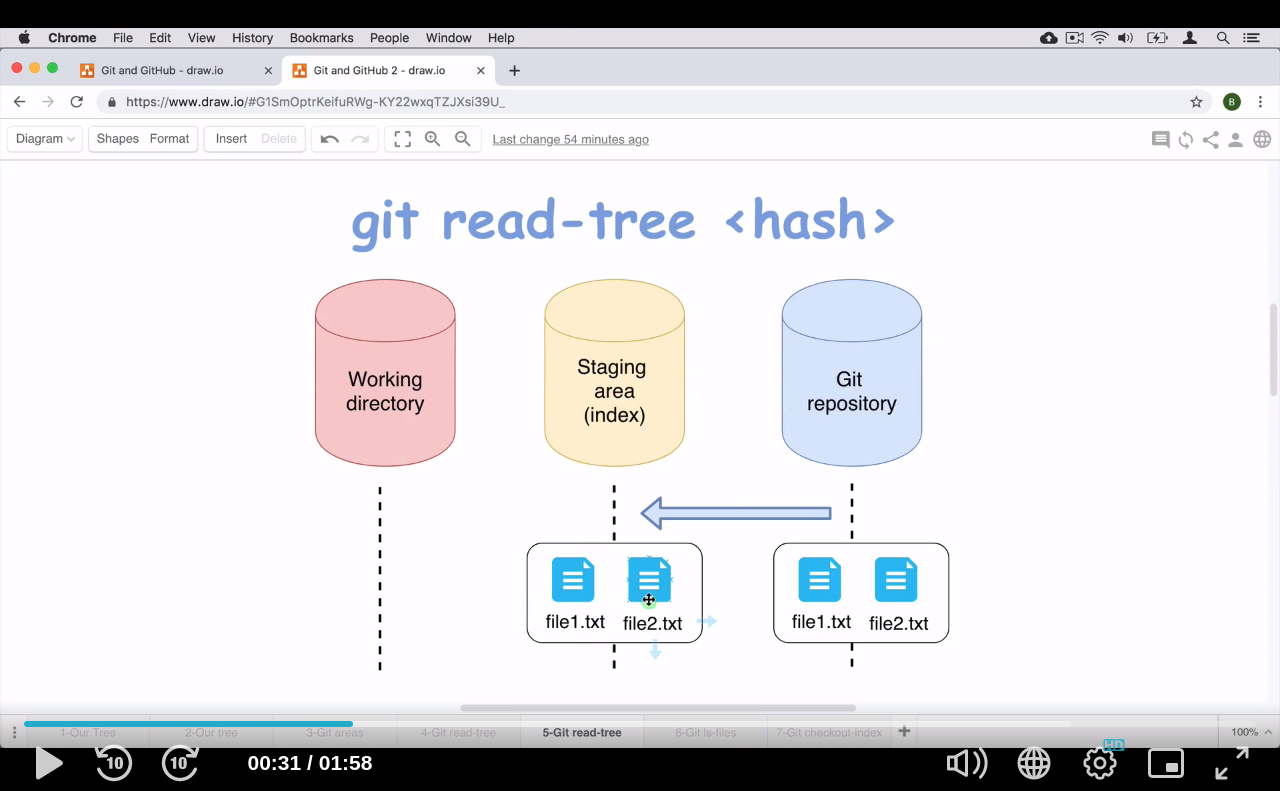 Chrome File Edit View History Bookmarks People Window Help
Git and GitHub - draw.io
Git and GitHub 2 - draw.io
https://www.draw.io/#G1SmOptrKeifuRWg-KY22wxqTZJXsi39U_
B
Diagram Shapes Format Insert Delete Last change 54 minutes ago
git read-tree <hash>
Working
directory
Staging
area
(index)
Git
repository
file1.txt file2.txt
file1.txt file2.txt
1-Our Tree 2-Our tree 3-Git areas 4-Git read-tree 5-Git read-tree 6-Git ls-files 7-Git checkout-index 100%
10 10 00:31 / 01:58 HD